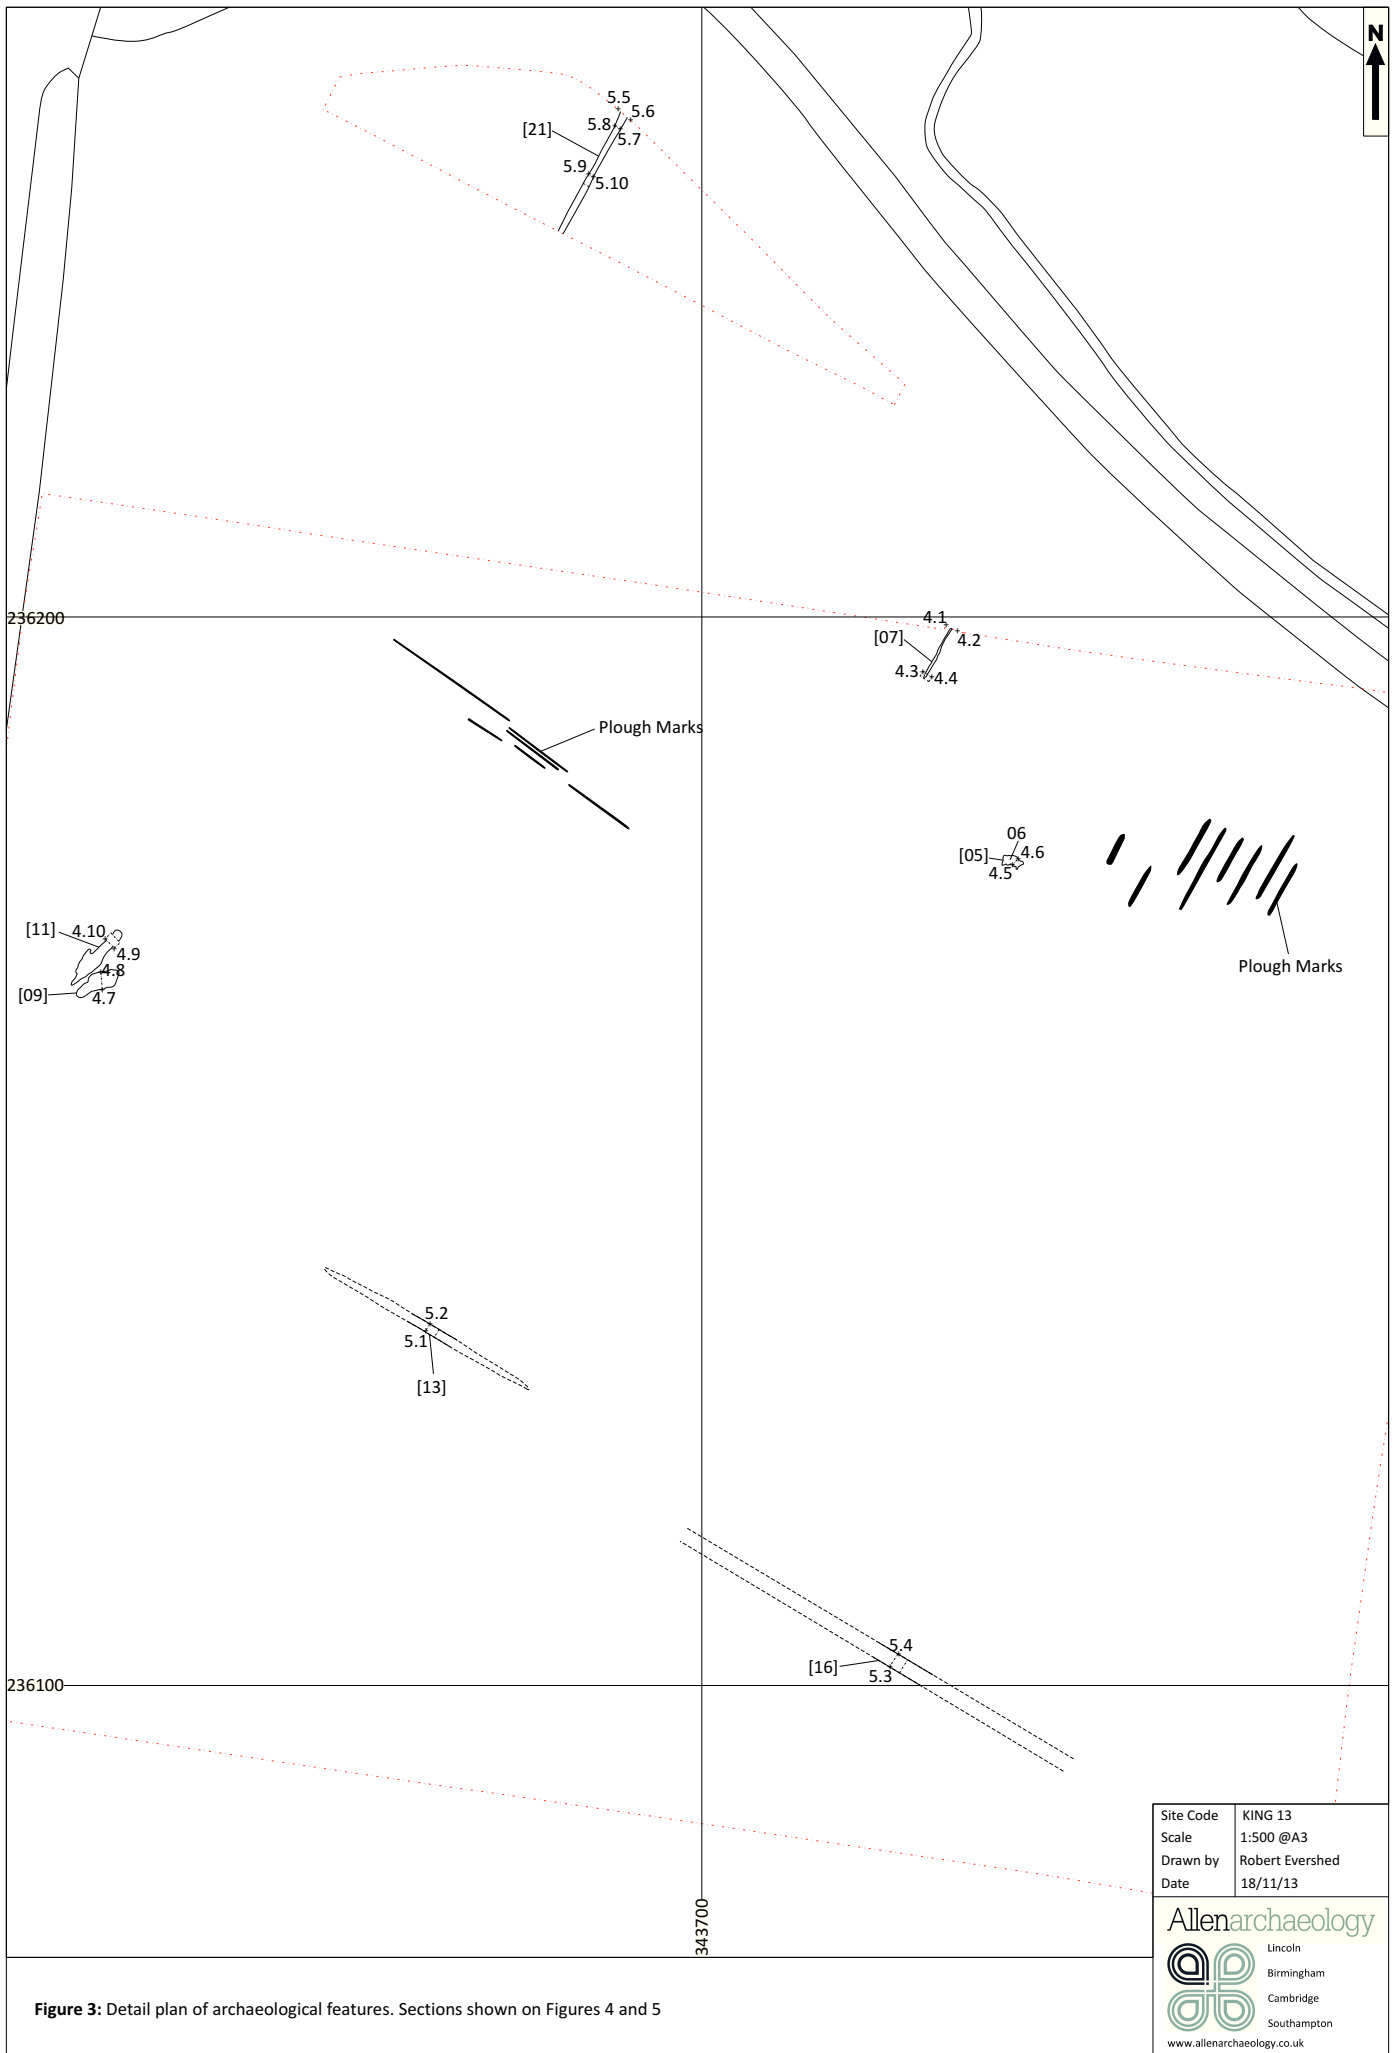 N
5.5
5.6
5.8
[21]
5.7
5.9
5.10
236200
4.1
4.2
[07]
4.3
4.4
Plough Marks
06
[05]
4.6
4.5
Plough Marks
[11]
4.10
4.9
4.8
[09]
4.7
5.2
5.1
[13]
5.4
[16]
5.3
236100
343700
Site Code KING 13
Scale 1:500 @A3
Drawn by Robert Evershed
Date 18/11/13
Allenarchaeology
Lincoln
Birmingham
Cambridge
Southampton
www.allenarchaeology.co.uk
Figure 3: Detail plan of archaeological features. Sections shown on Figures 4 and 5